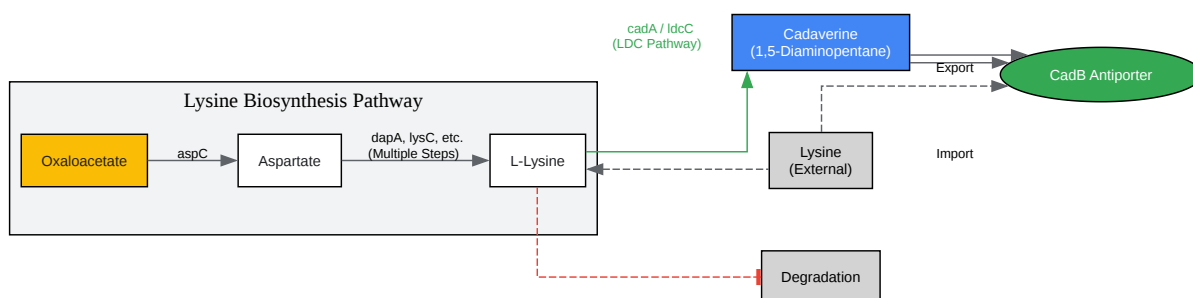 cadA / ldcC
(LDC Pathway)
Cadaverine
(1,5-Diaminopentane)
Export
CadB Antiporter
Lysine Biosynthesis Pathway
Oxaloacetate
aspC
Aspartate
dapA, lysC, etc.
(Multiple Steps)
L-Lysine
Lysine
(External)
Import
Degradation